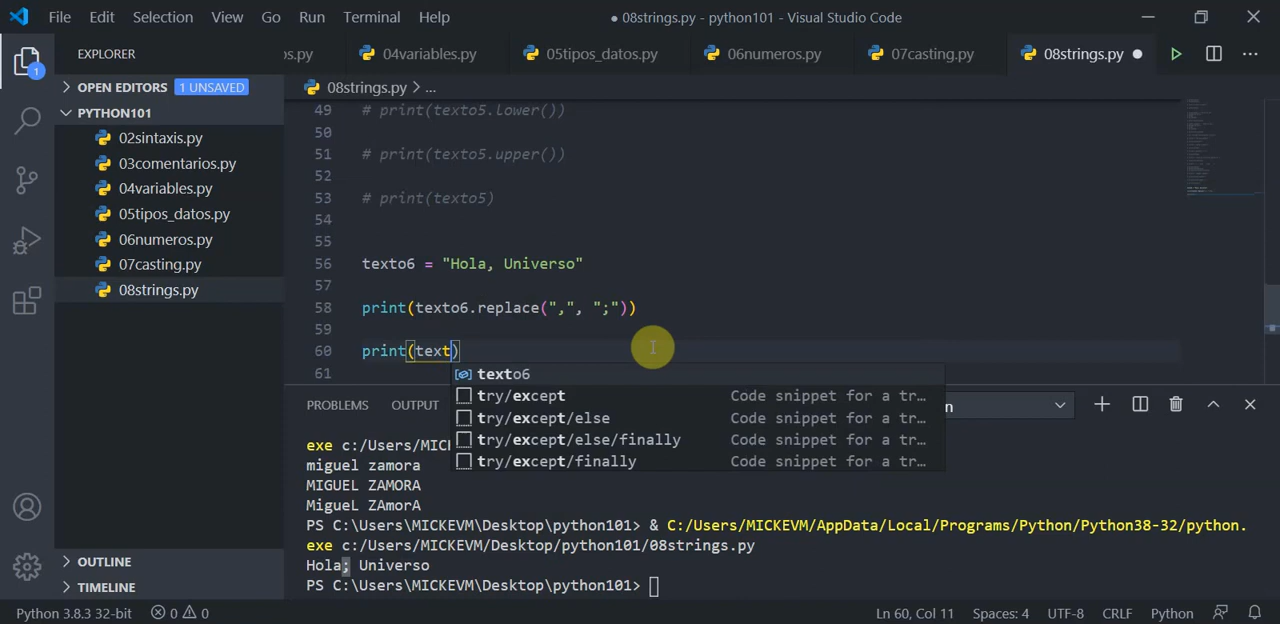 File Edit Selection View Go Run Terminal Help ● 08strings.py - python101 - Visual Studio Code
EXPLORER
os.py 04variables.py 05tipos_datos.py 06numeros.py 07casting.py 08strings.py
OPEN EDITORS 1 UNSAVED
PYTHON101
02sintaxis.py
03comentarios.py
04variables.py
05tipos_datos.py
06numeros.py
07casting.py
08strings.py
OUTLINE
TIMELINE
1
08strings.py > ...
49 # print(texto5.lower())
50
51 # print(texto5.upper())
52
53 # print(texto5)
54
55
56 texto6 = "Hola, Universo"
57
58 print(texto6.replace(",", ";"))
59
60 print(text)
61
texto6
try/except Code snippet for a tr…
try/except/else Code snippet for a tr…
try/except/else/finally Code snippet for a tr…
try/except/finally Code snippet for a tr…
PROBLEMS OUTPUT n
exe c:/Users/MIC
miguel zamora
MIGUEL ZAMORA
MigueL ZAmorA
PS C:\Users\MICKEVM\Desktop\python101> & C:/Users/MICKEVM/AppData/Local/Programs/Python/Python38-32/python.
exe c:/Users/MICKEVM/Desktop/python101/08strings.py
Hola; Universo
PS C:\Users\MICKEVM\Desktop\python101>
Python 3.8.3 32-bit 0 0 Ln 60, Col 11 Spaces: 4 UTF-8 CRLF Python